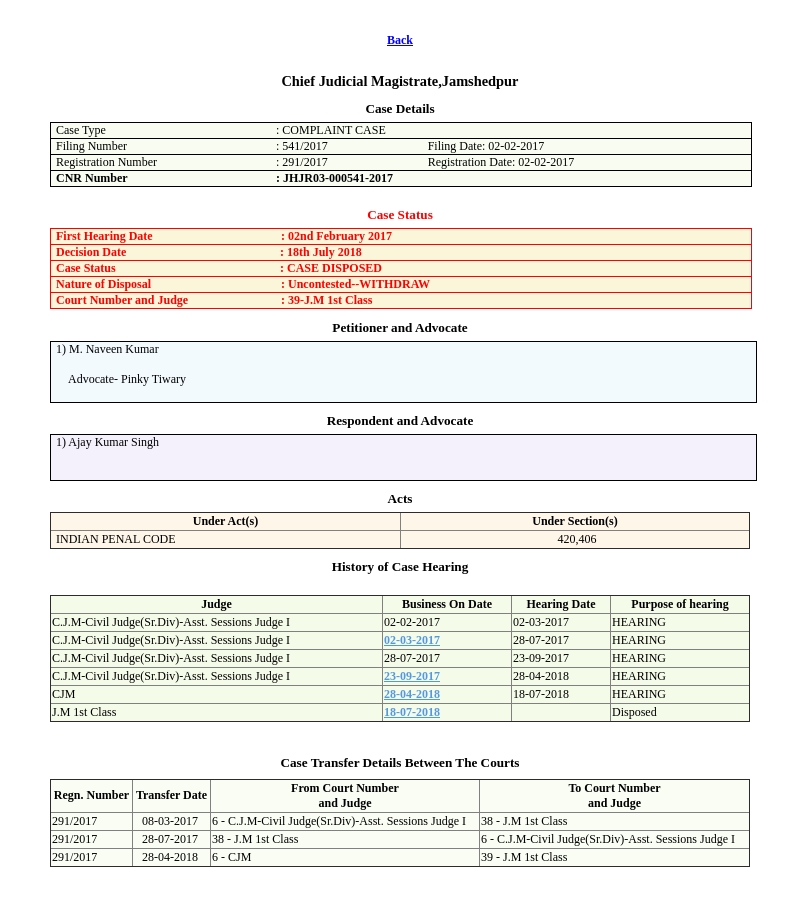 Back
Chief Judicial Magistrate,Jamshedpur
Case Details
Case Type : COMPLAINT CASE
Filing Number : 541/2017 Filing Date: 02-02-2017
Registration Number : 291/2017 Registration Date: 02-02-2017
CNR Number : JHJR03-000541-2017
Case Status
First Hearing Date : 02nd February 2017
Decision Date : 18th July 2018
Case Status : CASE DISPOSED
Nature of Disposal : Uncontested--WITHDRAW
Court Number and Judge : 39-J.M 1st Class
Petitioner and Advocate
1) M. Naveen Kumar
Advocate- Pinky Tiwary
Respondent and Advocate
1) Ajay Kumar Singh
Acts
Under Act(s) Under Section(s)
INDIAN PENAL CODE 420,406
History of Case Hearing
Judge Business On Date Hearing Date Purpose of hearing
C.J.M-Civil Judge(Sr.Div)-Asst. Sessions Judge I 02-02-2017 02-03-2017 HEARING
C.J.M-Civil Judge(Sr.Div)-Asst. Sessions Judge I 02-03-2017 28-07-2017 HEARING
C.J.M-Civil Judge(Sr.Div)-Asst. Sessions Judge I 28-07-2017 23-09-2017 HEARING
C.J.M-Civil Judge(Sr.Div)-Asst. Sessions Judge I 23-09-2017 28-04-2018 HEARING
CJM 28-04-2018 18-07-2018 HEARING
J.M 1st Class 18-07-2018 Disposed
Case Transfer Details Between The Courts
Regn. Number Transfer Date From Court Number and Judge To Court Number and Judge
291/2017 08-03-2017 6 - C.J.M-Civil Judge(Sr.Div)-Asst. Sessions Judge I 38 - J.M 1st Class
291/2017 28-07-2017 38 - J.M 1st Class 6 - C.J.M-Civil Judge(Sr.Div)-Asst. Sessions Judge I
291/2017 28-04-2018 6 - CJM 39 - J.M 1st Class